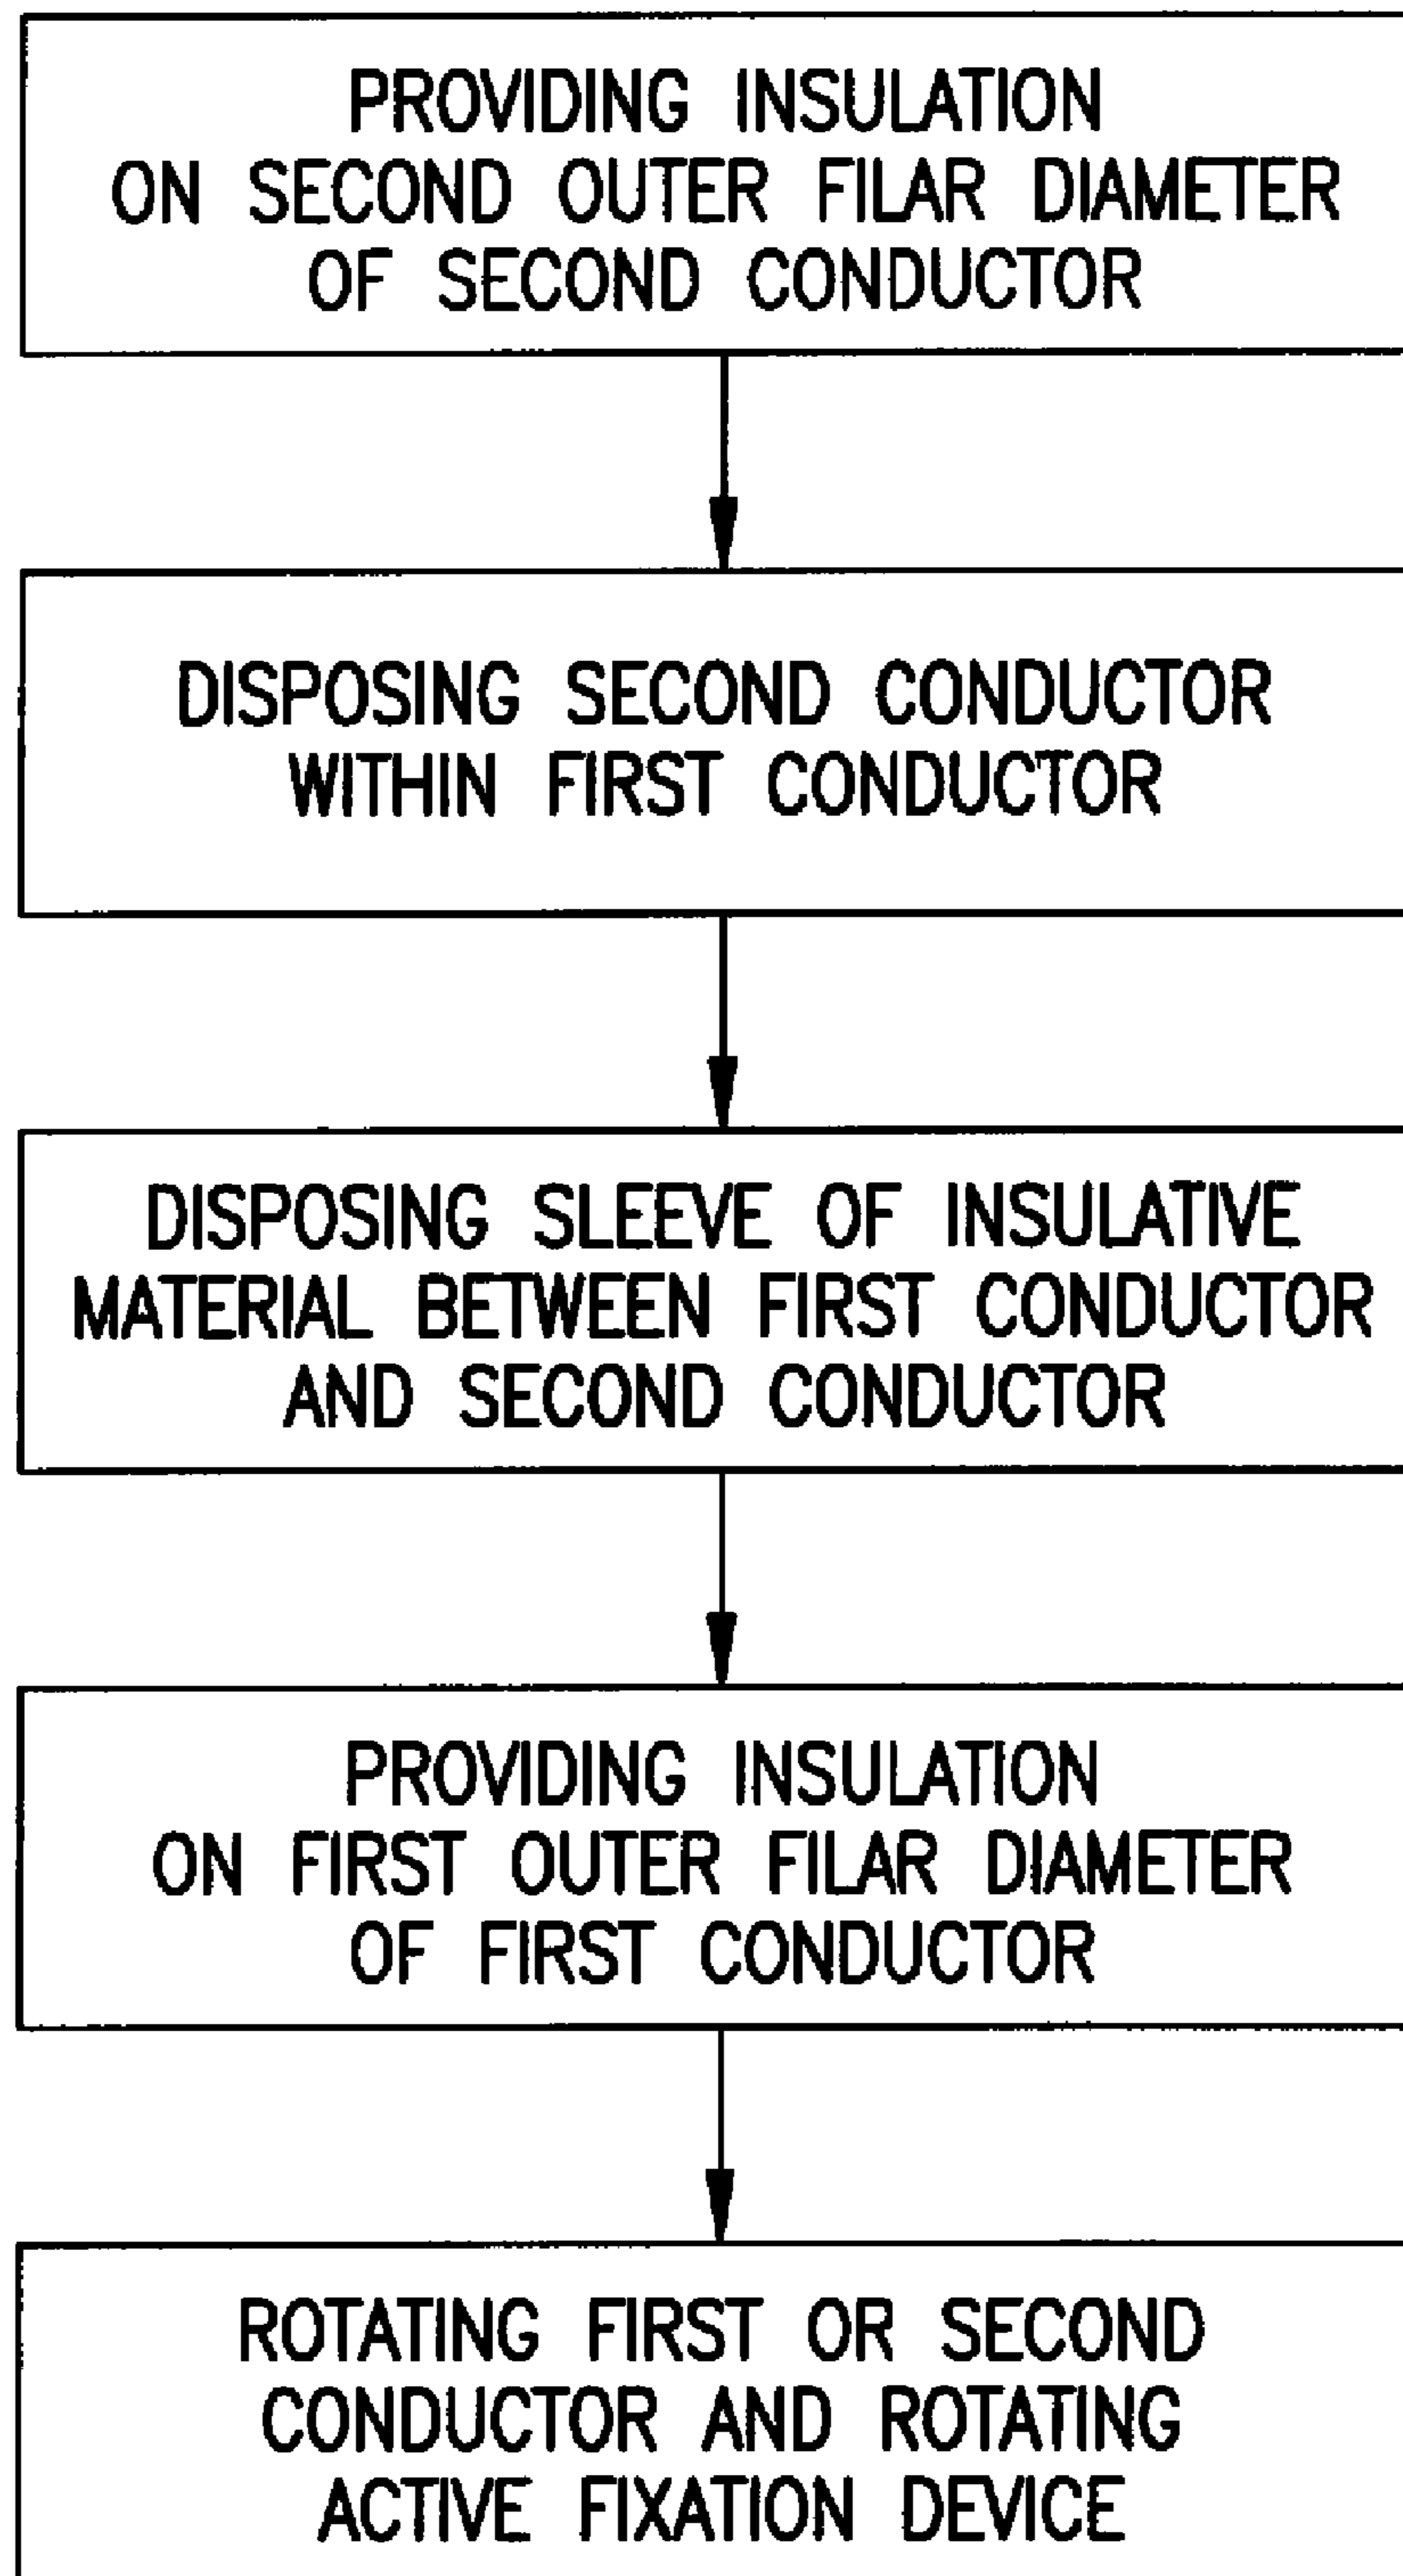 PROVIDING INSULATION
ON SECOND OUTER FILAR DIAMETER
OF SECOND CONDUCTOR
DISPOSING SECOND CONDUCTOR
WITHIN FIRST CONDUCTOR
DISPOSING SLEEVE OF INSULATIVE
MATERIAL BETWEEN FIRST CONDUCTOR
AND SECOND CONDUCTOR
PROVIDING INSULATION
ON FIRST OUTER FILAR DIAMETER
OF FIRST CONDUCTOR
ROTATING FIRST OR SECOND
CONDUCTOR AND ROTATING
ACTIVE FIXATION DEVICE